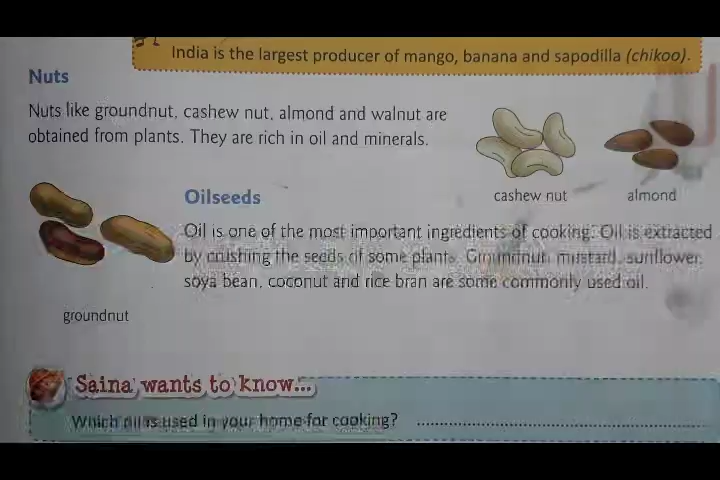 India is the largest producer of mango, banana and sapodilla (chikoo).
Nuts
Nuts like groundnut, cashew nut, almond and walnut are
obtained from plants. They are rich in oil and minerals.
cashew nut
almond
Oilseeds
Oil is one of the most important ingredients of cooking. Oil is extracted
by crushing the seeds of some plants. Groundnut, mustard, sunflower,
soya bean, coconut and rice bran are some commonly used oil.
groundnut
Saina wants to know...
Which oil is used in your home for cooking? ....................